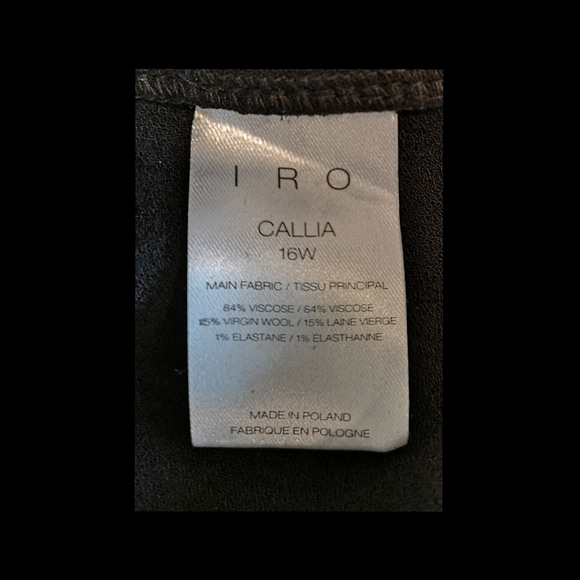 IRO
CALLIA
16W
MAIN FABRIC / TISSU PRINCIPAL
84% VISCOSE / 84% VISCOSE
15% VIRGIN WOOL / 15% LAINE VIERGE
1% ELASTANE / 1% ELASTHANNE
MADE IN POLAND
FABRIQUE EN POLOGNE